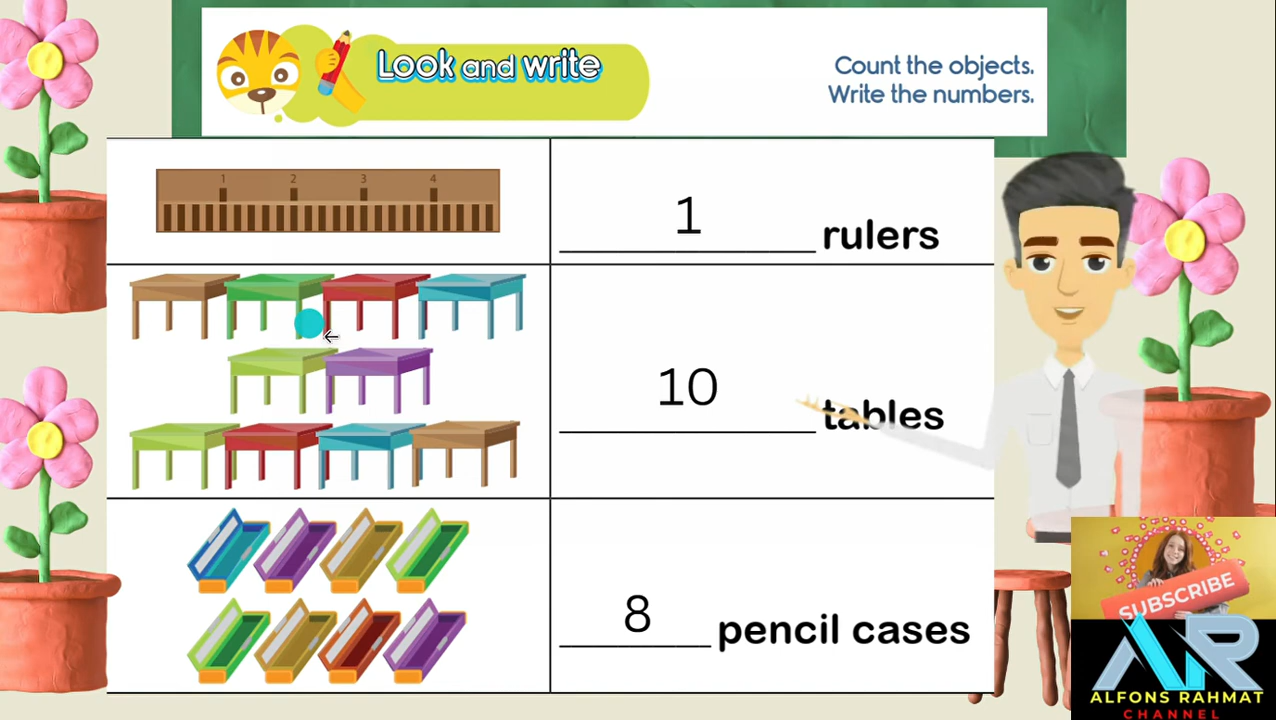 Look and write
Count the objects.
Write the numbers.
1 2 3 4
1 rulers
10 tables
8 pencil cases
SUBSCRIBE
AR
ALFONS RAHMAT
CHANNEL